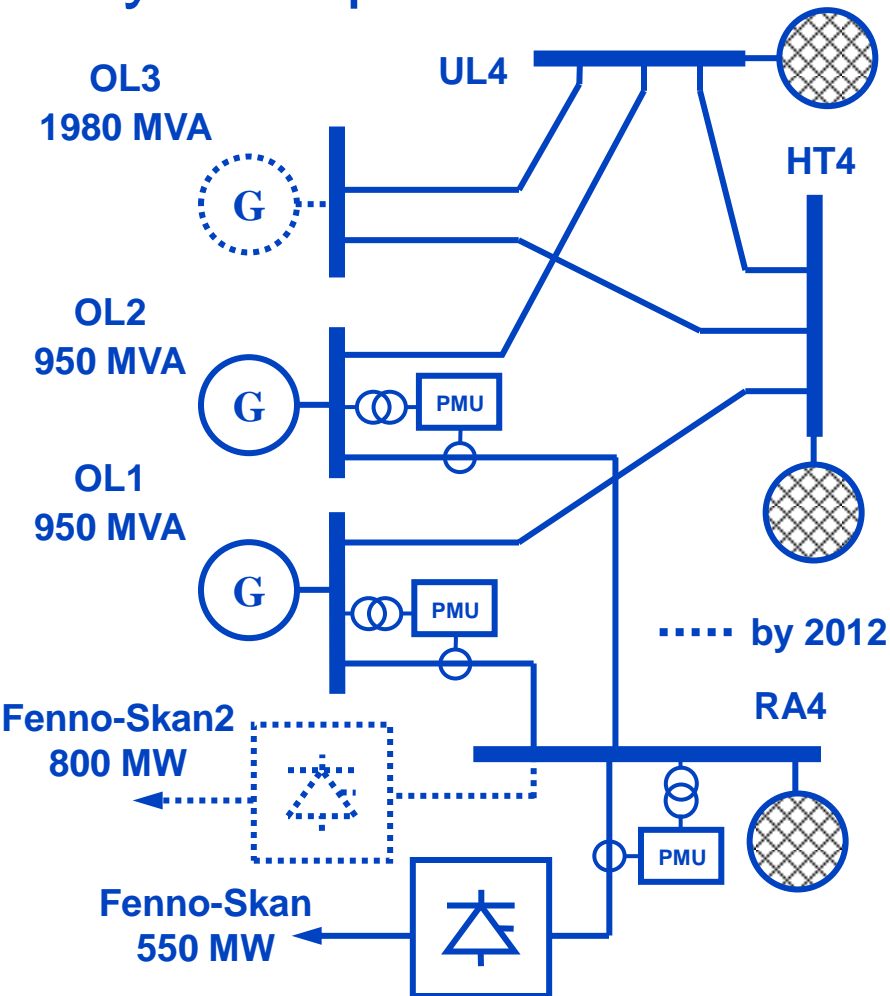 OL3
1980 MVA
UL4
HT4
G
OL2
950 MVA
G
PMU
OL1
950 MVA
G
PMU
by 2012
RA4
Fenno-Skan2
800 MW
PMU
Fenno-Skan
550 MW